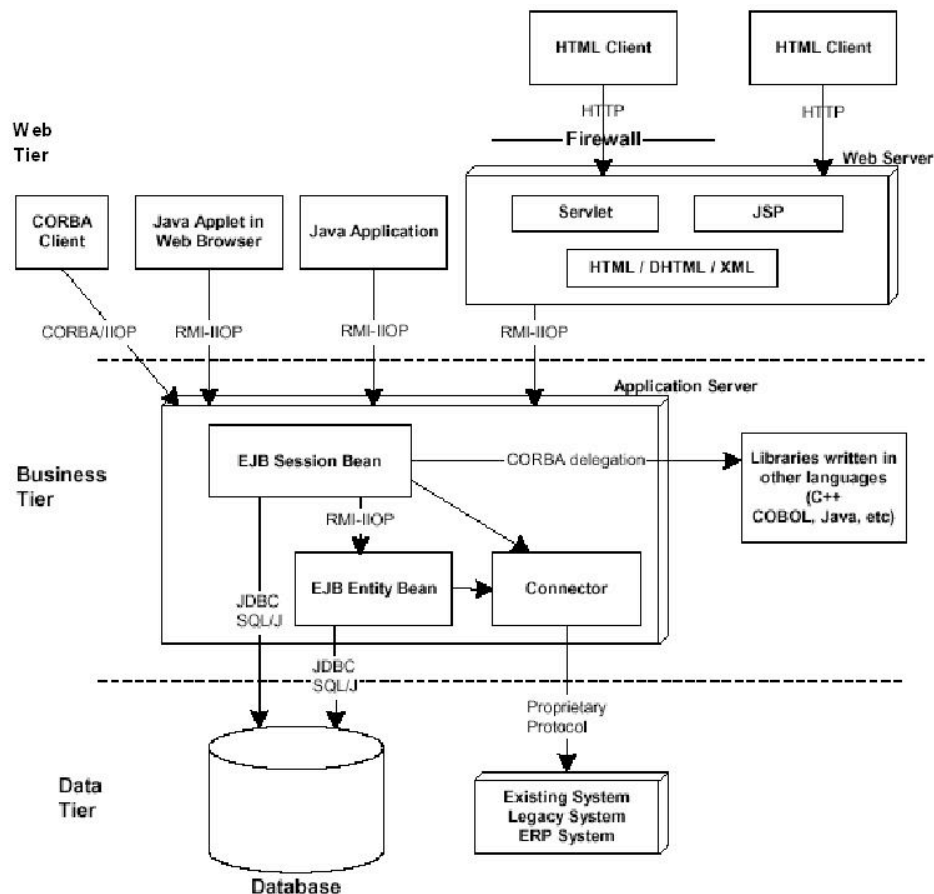 HTML Client
HTML Client
HTTP
HTTP
Web
Tier
Firewall
Web Server
Servlet
JSP
HTML / DHTML / XML
CORBA
Client
Java Applet in
Web Browser
Java Application
CORBA/IIOP
RMI-IIOP
RMI-IIOP
RMI-IIOP
Application Server
Business
Tier
EJB Session Bean
CORBA delegation
Libraries written in
other languages
(C++
COBOL, Java, etc)
RMI-IIOP
EJB Entity Bean
Connector
JDBC
SQL/J
JDBC
SQL/J
Proprietary
Protocol
Data
Tier
Existing System
Legacy System
ERP System
Database